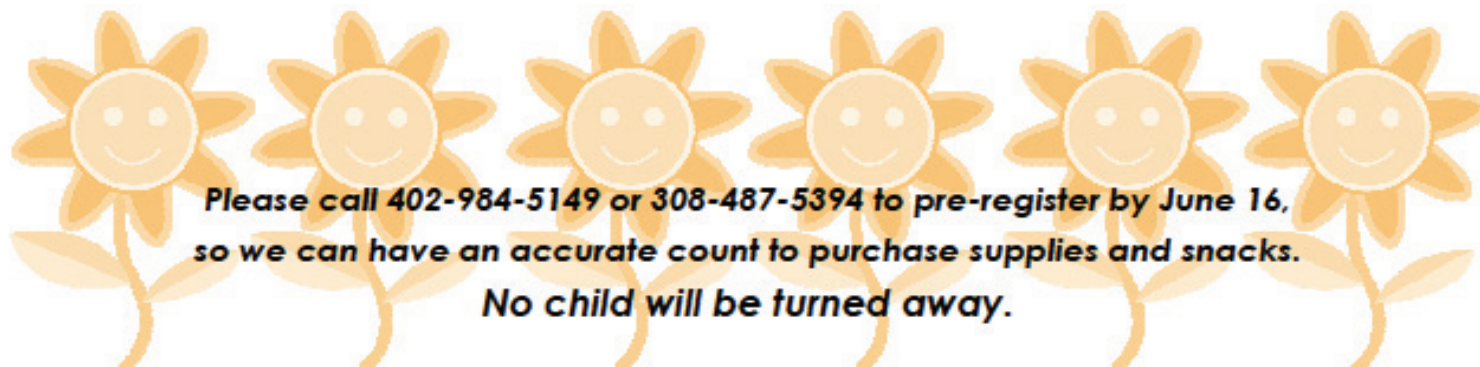 Please call 402-984-5149 or 308-487-5394 to pre-register by June 16,
so we can have an accurate count to purchase supplies and snacks.
No child will be turned away.